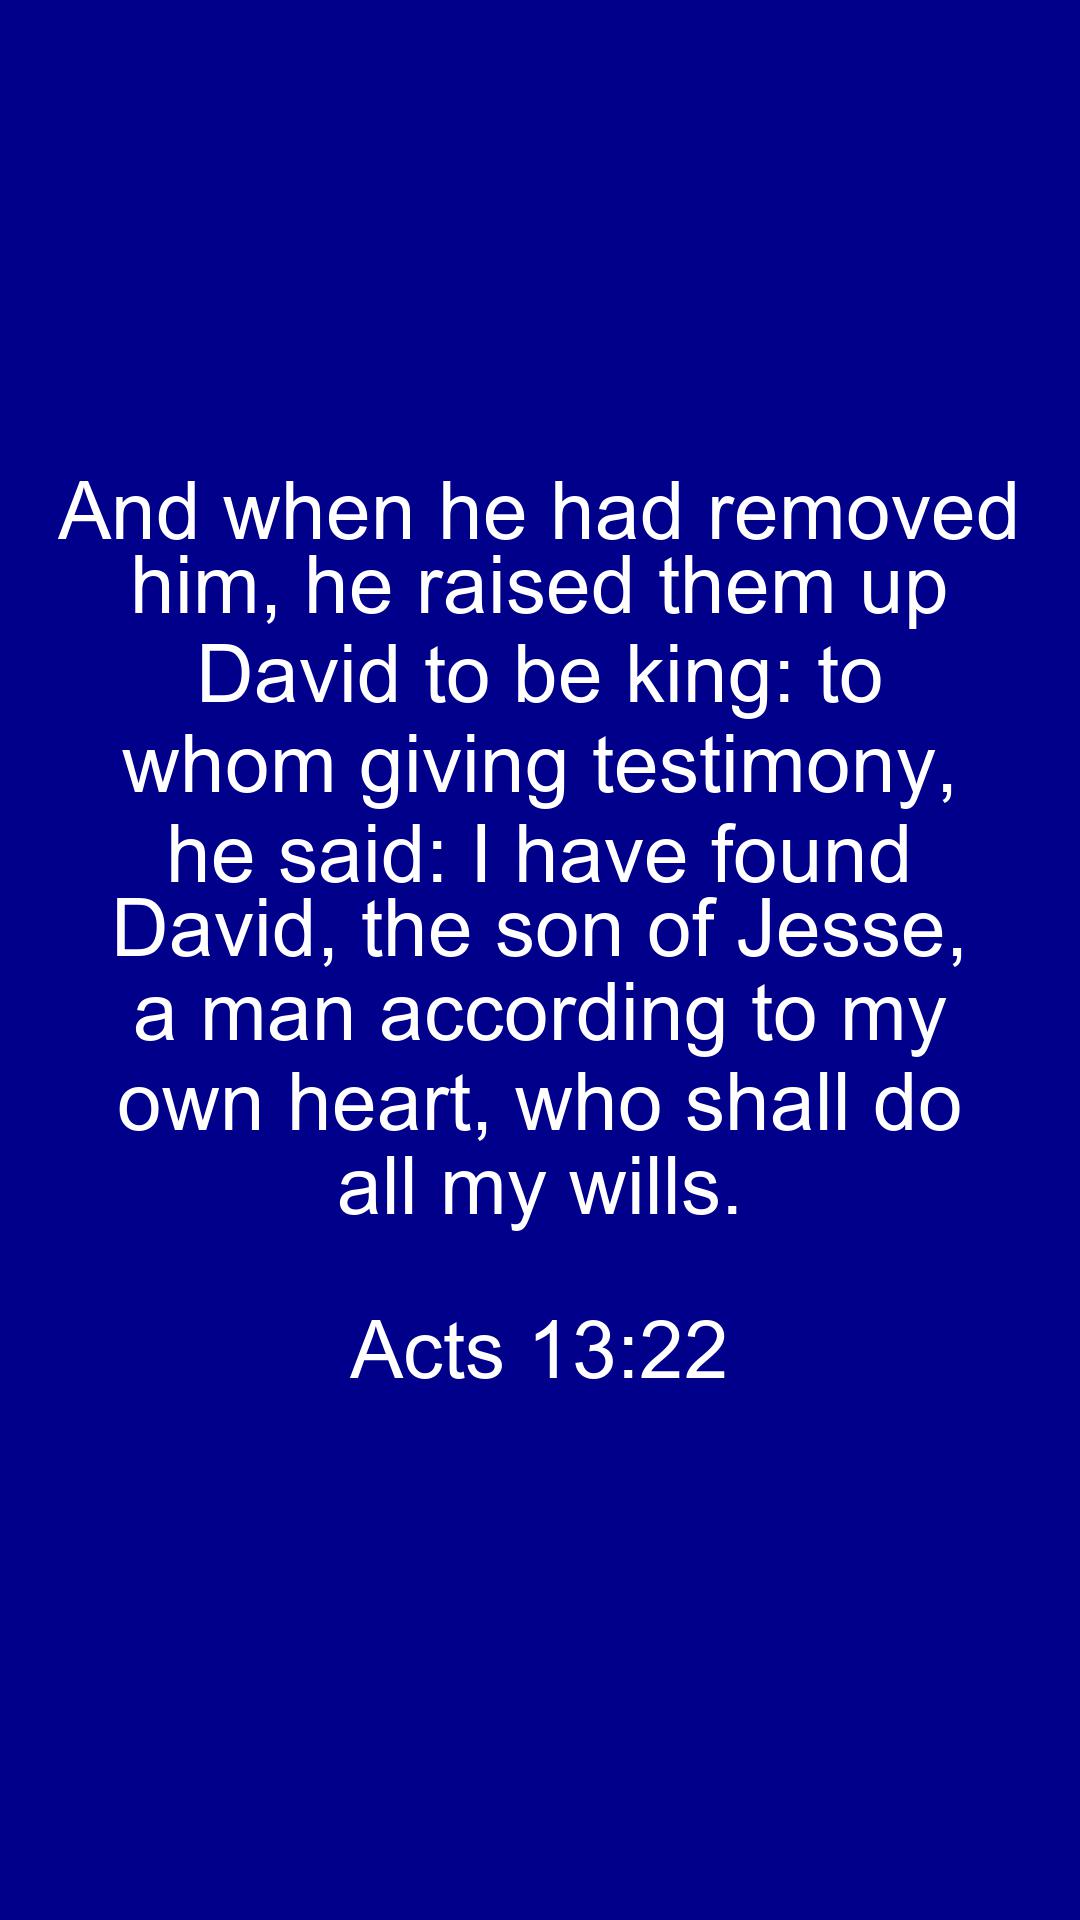 And when he had removed
him, he raised them up
David to be king: to
whom giving testimony,
he said: I have found
David, the son of Jesse,
a man according to my
own heart, who shall do
all my wills.
Acts 13:22